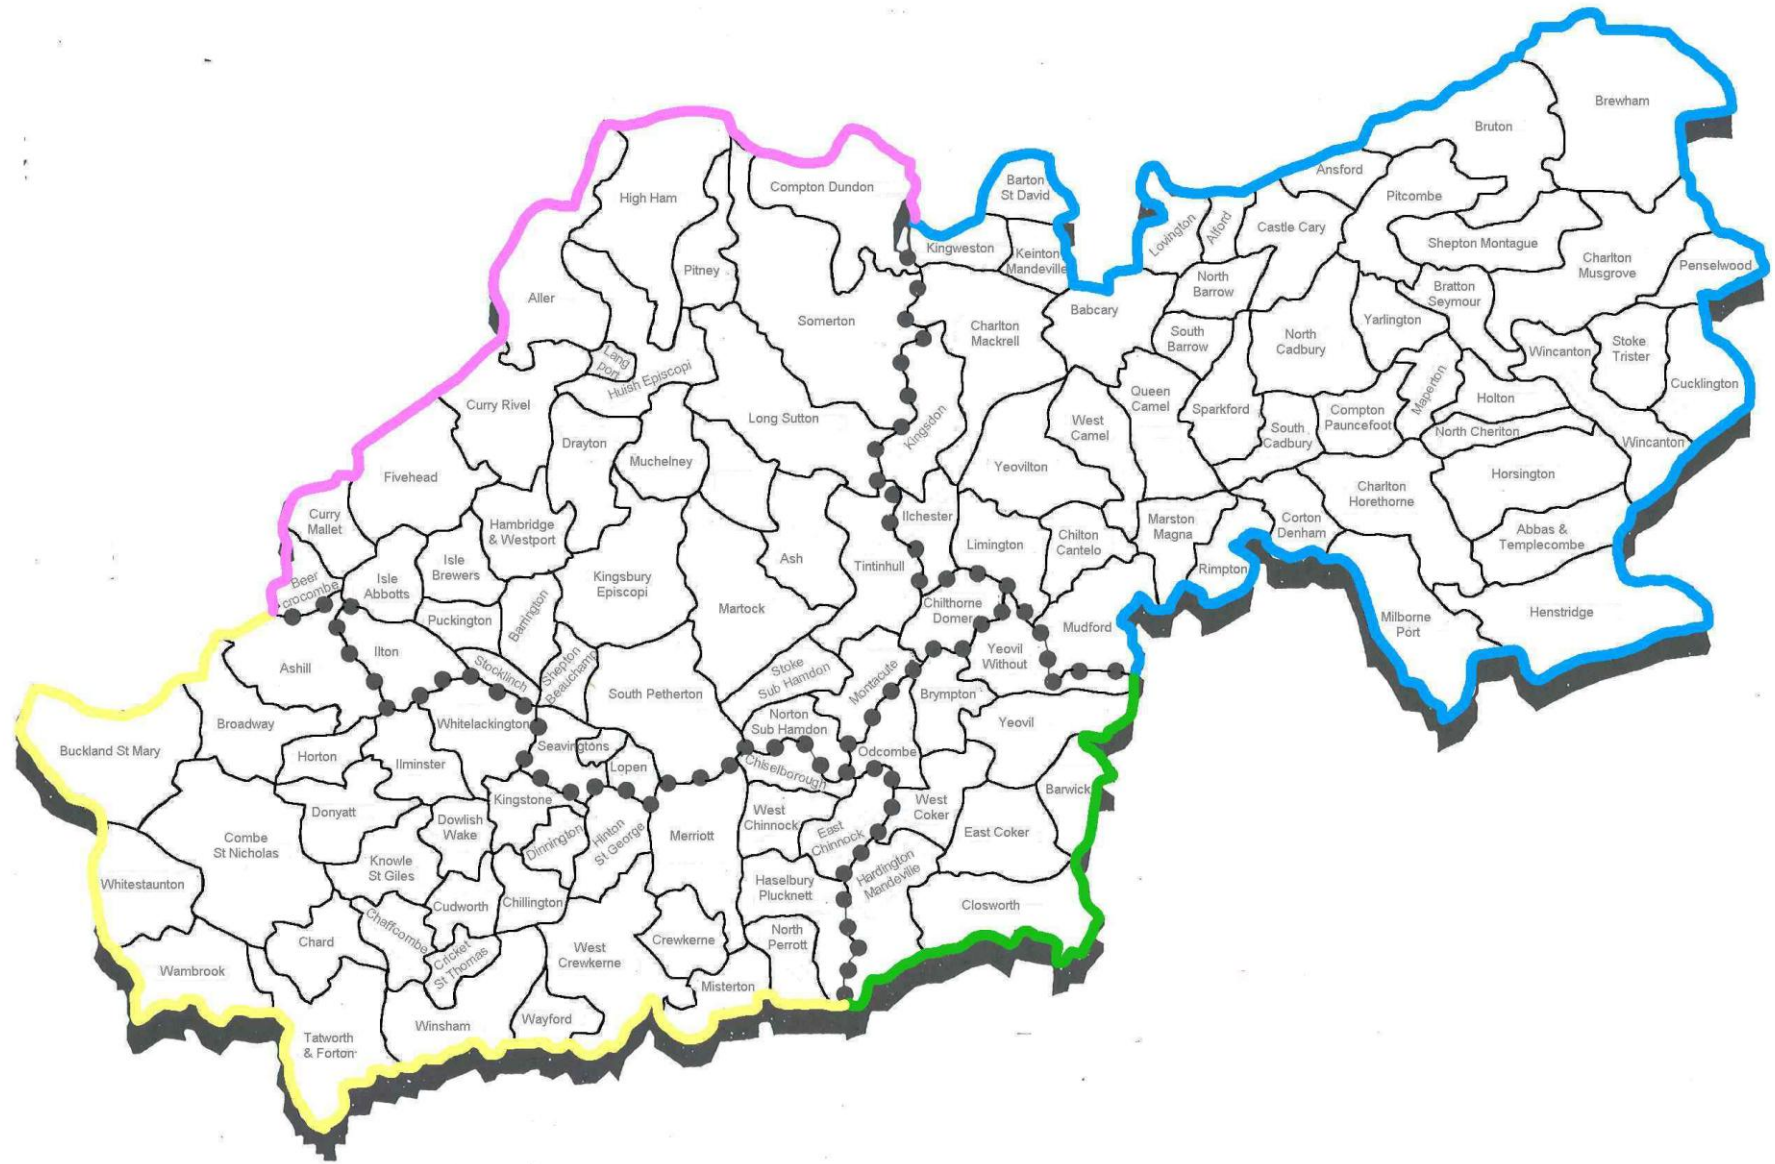 Brewham
Bruton
Ansford
Pitcombe
Barton
St David
Compton Dundon
High Ham
Lovington
Alford
Castle Cary
Shepton Montague
Charlton
Musgrove
Penselwood
Kingweston
Keinton
Mandeville
Pitney
Aller
North
Barrow
Bratton
Seymour
Somerton
Babcary
Charlton
Mackrell
Yarlington
North
Cadbury
South
Barrow
Wincanton
Stoke
Trister
Cucklington
Lang
port
Huish Episcopi
Curry Rivel
Long Sutton
Kingsdon
West
Camel
Queen
Camel
Sparkford
South
Cadbury
Compton
Pauncefoot
Maperton
Holton
North Cheriton
Wincanton
Drayton
Muchelney
Fivehead
Yeovilton
Horsington
Charlton
Horethorne
Curry
Mallet
Hambridge
& Westport
Ilchester
Marston
Magna
Corton
Denham
Abbas &
Templecombe
Isle
Brewers
Ash
Tintinhull
Limington
Chilton
Cantelo
Rimpton
Beer
crocombe
Isle
Abbotts
Kingsbury
Episcopi
Martock
Chilthorne
Domer
Mudford
Milborne
Port
Henstridge
Puckington
Barrington
Ilton
Ashill
Stocklinch
Shepton
Beauchamp
South Petherton
Stoke
Sub Hamdon
Montacute
Yeovil
Without
Brympton
Yeovil
Broadway
Buckland St Mary
Whitelackington
Norton
Sub Hamdon
Seavingtons
Lopen
Chiselborough
Odcombe
Horton
Ilminster
Barwick
Kingstone
Donyatt
Dowlish
Wake
Dinnington
Hinton
St George
Merriott
West
Chinnock
East
Chinnock
West
Coker
East Coker
Combe
St Nicholas
Knowle
St Giles
Whitestaunton
Haselbury
Plucknett
Hardington
Mandeville
Closworth
Cudworth
Chillington
Chaffcombe
Chard
Cricket
St Thomas
West
Crewkerne
Crewkerne
North
Perrott
Wambrook
Misterton
Winsham
Wayford
Tatworth
& Forton